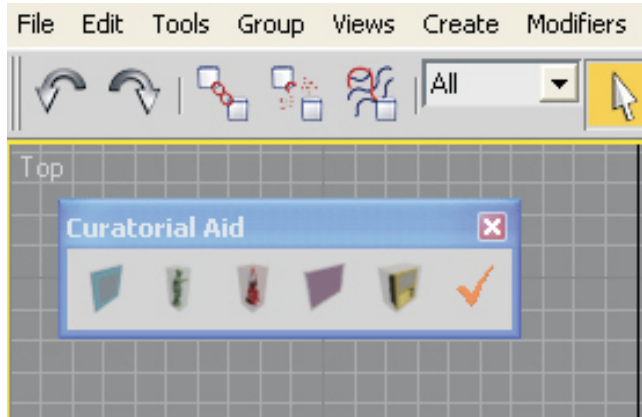 File Edit Tools Group Views Create Modifiers
All
Top
Curatorial Aid